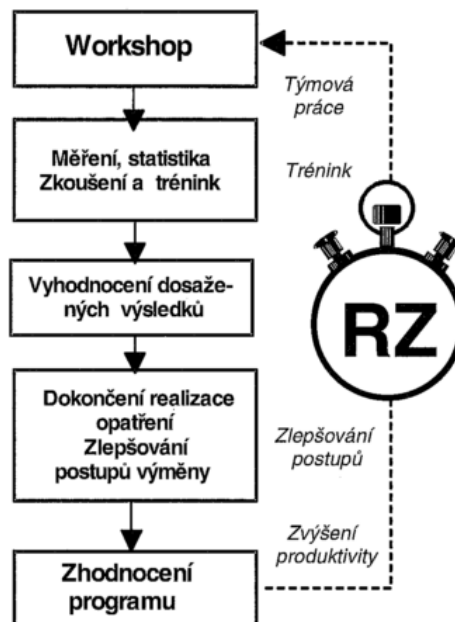 Workshop
Týmová
práce
Měření, statistika
Zkoušení a trénink
Trénink
Vyhodnocení dosaže-
ných výsledků
RZ
Dokončení realizace
opatření
Zlepšování
postupů výměny
Zlepšování
postupů
Zvýšení
produktivity
Zhodnocení
programu